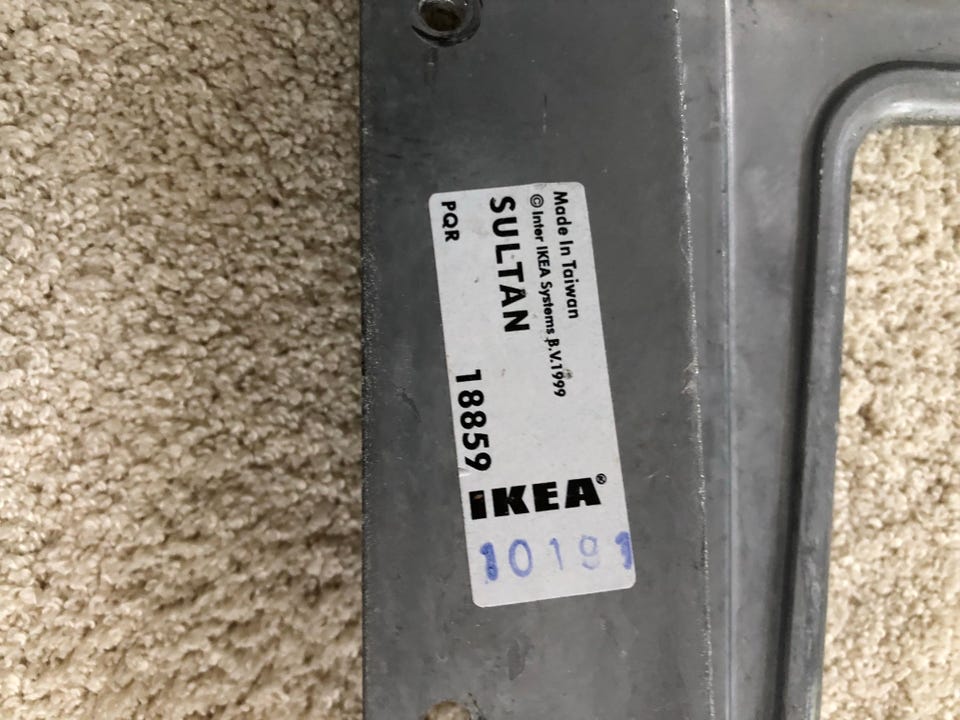 Made In Taiwan
© Inter IKEA Systems B.V.1999
SULTAN 18859
PQR
IKEA®
10191